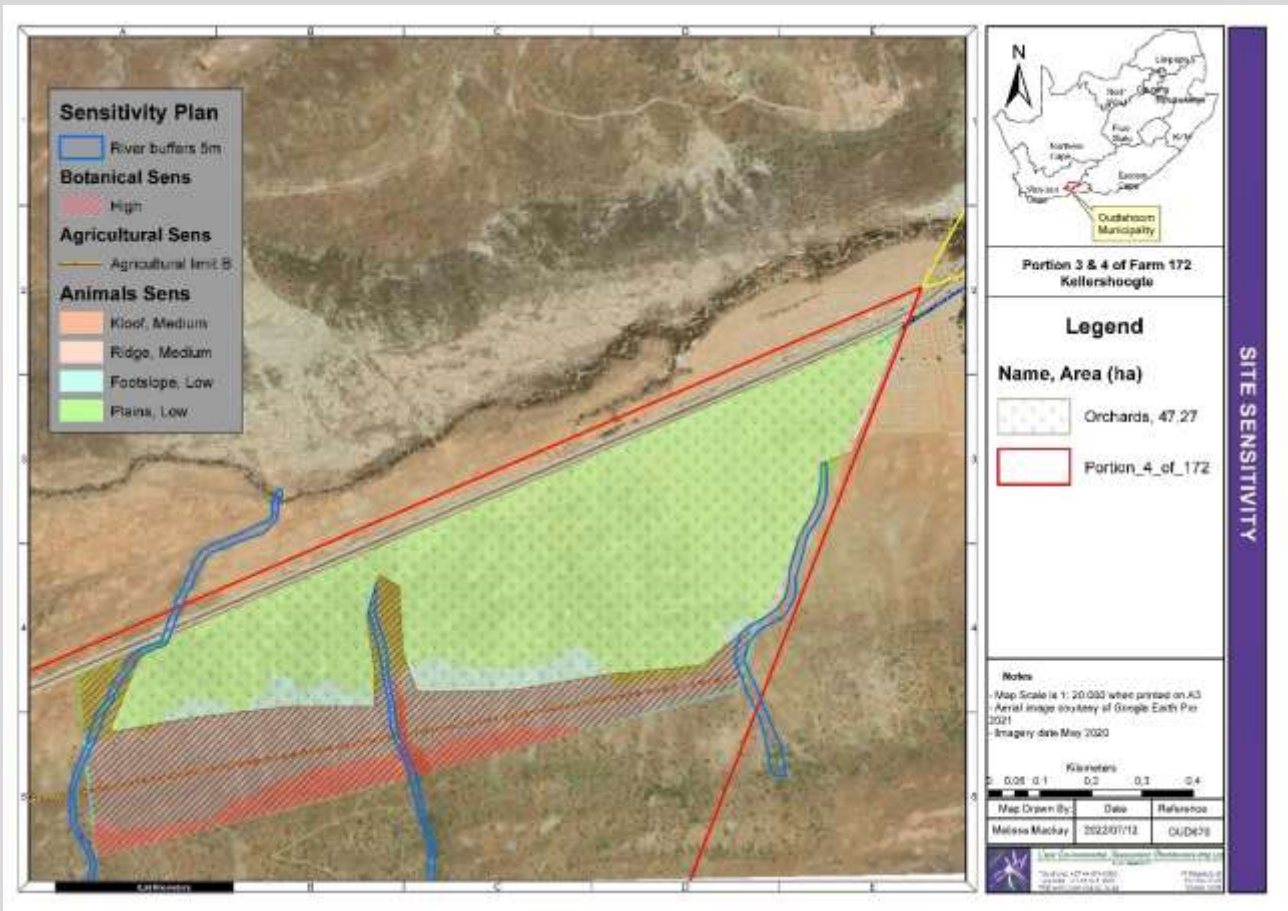 A B C D E
Sensitivity Plan
River buffers 5m
Botanical Sens
High
Agricultural Sens
Agricultural limit B
Animals Sens
Kloof, Medium
Ridge, Medium
Footslope, Low
Plains, Low
1
2
3
4
5
B C D E
N
Limpopo
North West
Gauteng
Mpumalanga
Free State
KZN
Northern Cape
Eastern Cape
Western Cape
Oudtshoorn
Municipality
Portion 3 & 4 of Farm 172
Kellershoogte
Legend
Name, Area (ha)
Orchards, 47,27
Portion_4_of_172
Notes
- Map Scale is 1: 20 000 when printed on A3
- Aerial image courtesy of Google Earth Pro
2021
- Imagery date May 2020
Kilometers
0 0,05 0,1 0,2 0,3 0,4
Map Drawn By: Date Reference
Melissa Mackay 2022/07/12
SITE SENSITIVITY